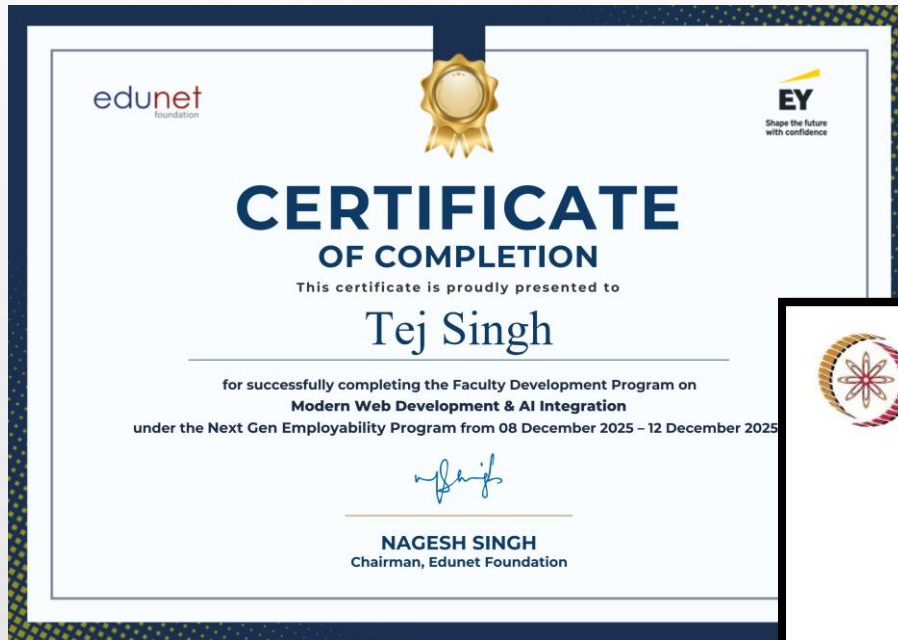 edunet
foundation
EY
Shape the future
with confidence
CERTIFICATE
OF COMPLETION
This certificate is proudly presented to
Tej Singh
for successfully completing the Faculty Development Program on
Modern Web Development & AI Integration
under the Next Gen Employability Program from 08 December 2025 – 12 December 2025
NAGESH SINGH
Chairman, Edunet Foundation